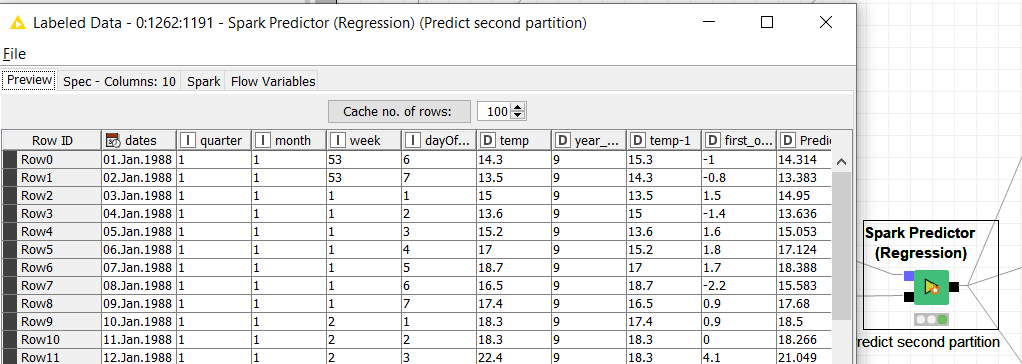 Labeled Data - 0:1262:1191 - Spark Predictor (Regression) (Predict second partition)
File
Preview Spec - Columns: 10 Spark Flow Variables
Cache no. of rows: 100
Row ID dates I quarter I month I week I dayOf... D temp D year_... D temp-1 D first_o... D Predi
Row0 01.Jan.1988 1 1 53 6 14.3 9 15.3 -1 14.314
Row1 02.Jan.1988 1 1 53 7 13.5 9 14.3 -0.8 13.383
Row2 03.Jan.1988 1 1 1 1 15 9 13.5 1.5 14.95
Row3 04.Jan.1988 1 1 1 2 13.6 9 15 -1.4 13.636
Row4 05.Jan.1988 1 1 1 3 15.2 9 13.6 1.6 15.053
Row5 06.Jan.1988 1 1 1 4 17 9 15.2 1.8 17.124
Row6 07.Jan.1988 1 1 1 5 18.7 9 17 1.7 18.388
Row7 08.Jan.1988 1 1 1 6 16.5 9 18.7 -2.2 15.583
Row8 09.Jan.1988 1 1 1 7 17.4 9 16.5 0.9 17.68
Row9 10.Jan.1988 1 1 2 1 18.3 9 17.4 0.9 18.5
Row10 11.Jan.1988 1 1 2 2 18.3 9 18.3 0 18.266
Row11 12.Jan.1988 1 1 2 3 22.4 9 18.3 4.1 21.049
Spark Predictor
(Regression)
redict second partition